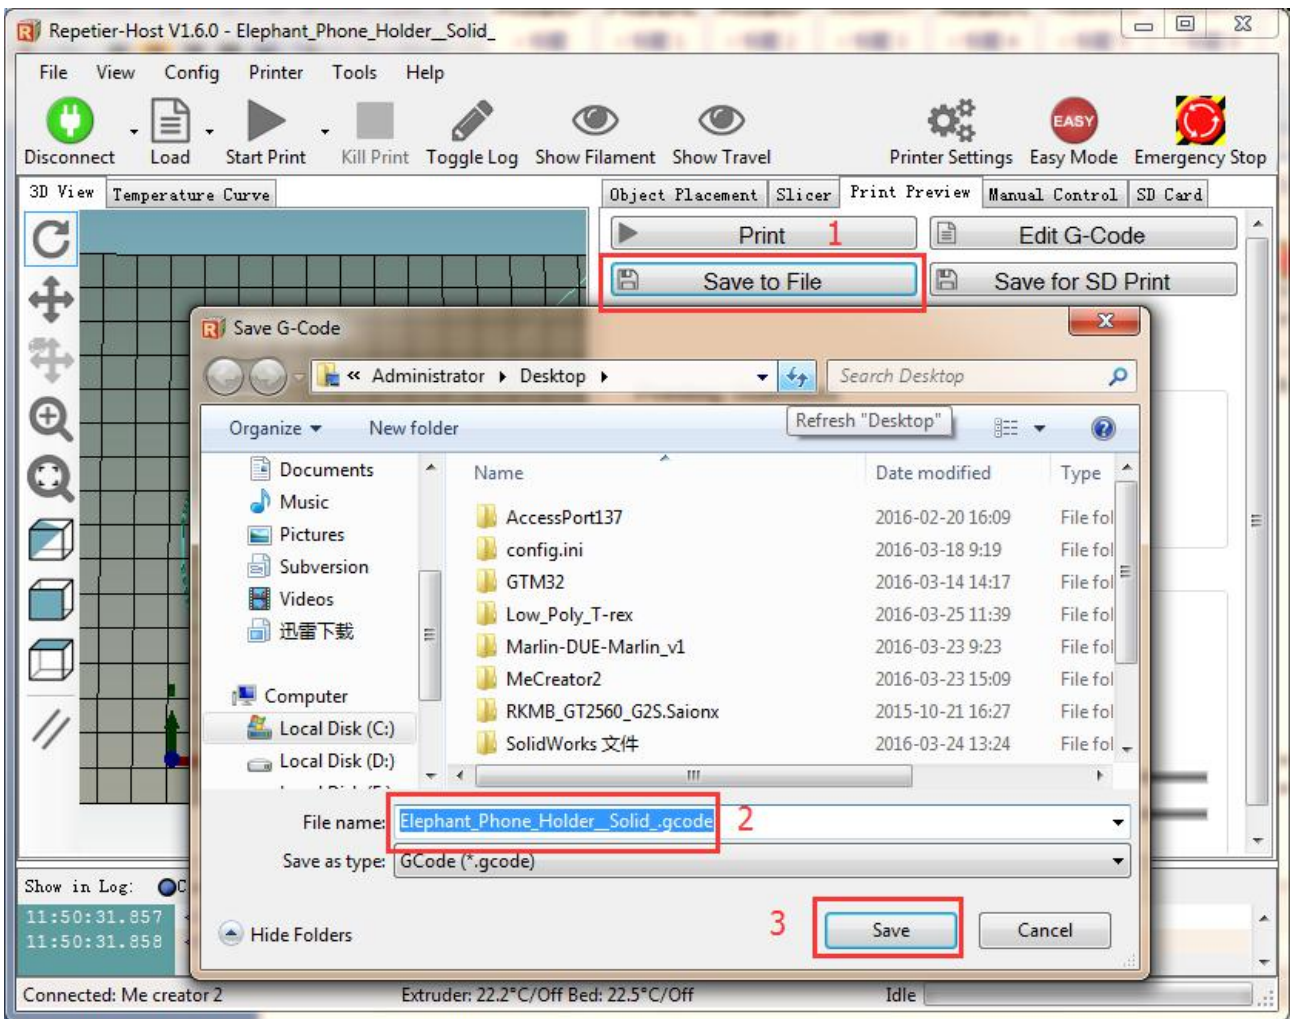 Repetier-Host V1.6.0 - Elephant_Phone_Holder__Solid_
File View Config Printer Tools Help
Disconnect Load Start Print Kill Print Toggle Log Show Filament Show Travel Printer Settings EASY Easy Mode Emergency Stop
3D View Temperature Curve Object Placement Slicer Print Preview Manual Control SD Card
Print 1 Edit G-Code
Save to File Save for SD Print
Save G-Code
« Administrator Desktop Search Desktop
Refresh "Desktop"
Organize New folder
Name Date modified Type
Documents
Music
Pictures
Subversion
Videos
迅雷下载
Computer
Local Disk (C:)
Local Disk (D:)
AccessPort137 2016-02-20 16:09 File fol
config.ini 2016-03-18 9:19 File fol
GTM32 2016-03-14 14:17 File fol
Low_Poly_T-rex 2016-03-25 11:39 File fol
Marlin-DUE-Marlin_v1 2016-03-23 9:23 File fol
MeCreator2 2016-03-23 15:09 File fol
RKMB_GT2560_G2S.Saionx 2015-10-21 16:27 File fol
SolidWorks 文件 2016-03-24 13:24 File fol
File name: Elephant_Phone_Holder__Solid_.gcode 2
Save as type: GCode (*.gcode)
Hide Folders 3 Save Cancel
Show in Log: C
11:50:31.857 <
11:50:31.858 <
Connected: Me creator 2 Extruder: 22.2°C/Off Bed: 22.5°C/Off Idle